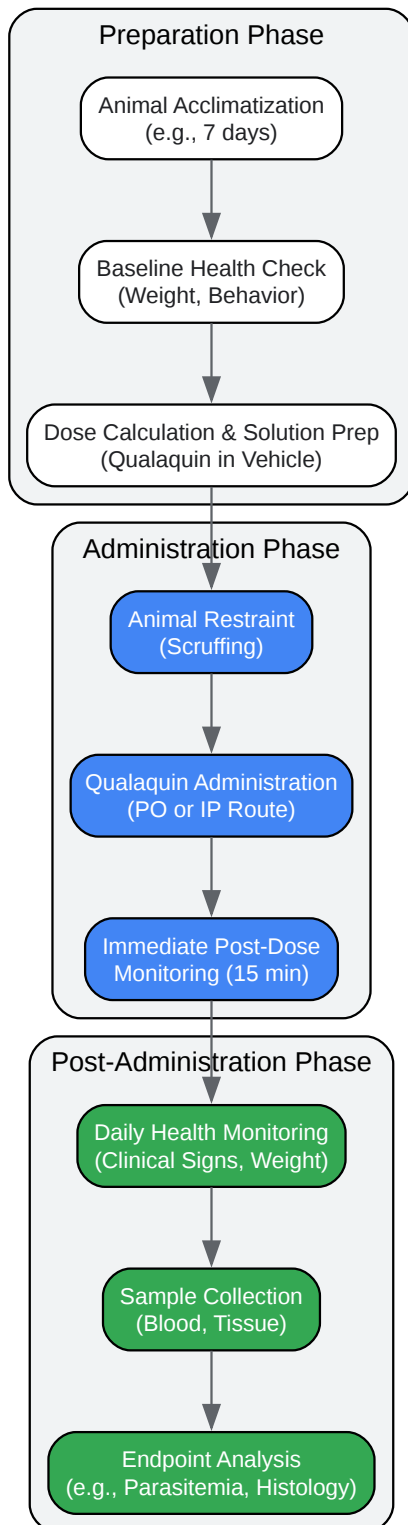 Preparation Phase
Animal Acclimatization
(e.g., 7 days)
Baseline Health Check
(Weight, Behavior)
Dose Calculation & Solution Prep
(Qualaquin in Vehicle)
Administration Phase
Animal Restraint
(Scruffing)
Qualaquin Administration
(PO or IP Route)
Immediate Post-Dose
Monitoring (15 min)
Post-Administration Phase
Daily Health Monitoring
(Clinical Signs, Weight)
Sample Collection
(Blood, Tissue)
Endpoint Analysis
(e.g., Parasitemia, Histology)